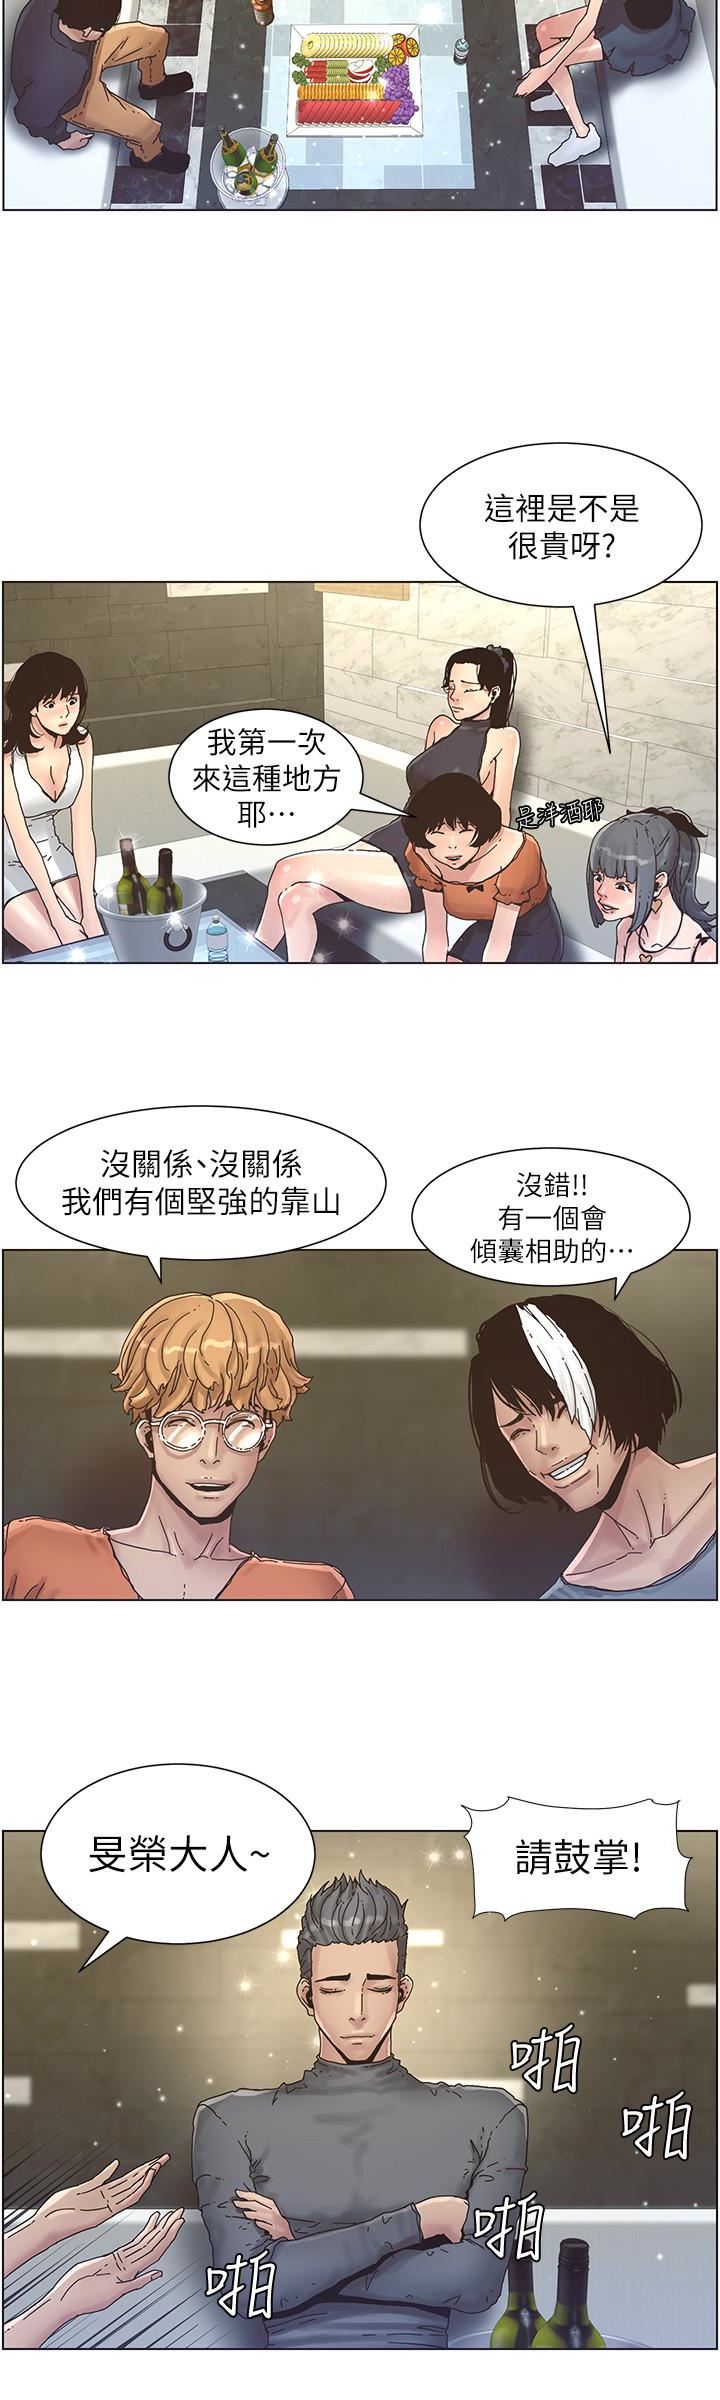 這裡是不是
很貴呀?
我第一次
來這種地方
耶…
是洋酒耶
沒關係、沒關係
我們有個堅強的靠山
沒錯!!
有一個會
傾囊相助的…
旻榮大人~
請鼓掌!
啪
啪
啪
啪